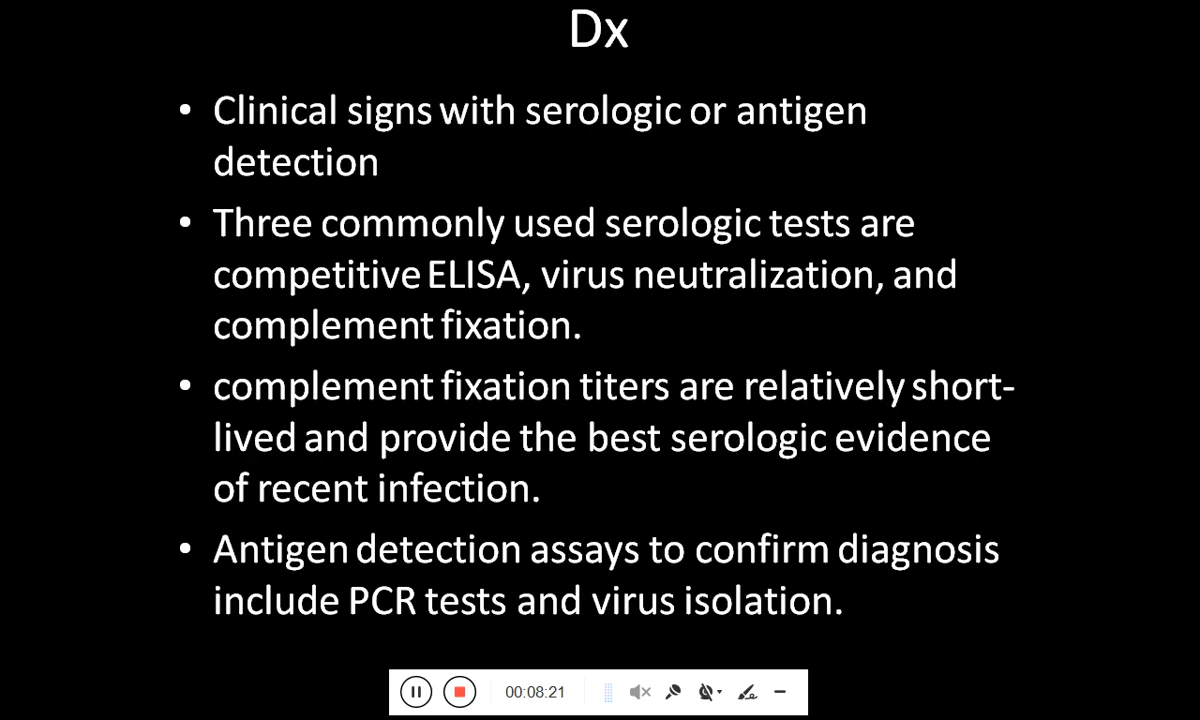 Dx
• Clinical signs with serologic or antigen
detection
• Three commonly used serologic tests are
competitive ELISA, virus neutralization, and
complement fixation.
• complement fixation titers are relatively short-
lived and provide the best serologic evidence
of recent infection.
• Antigen detection assays to confirm diagnosis
include PCR tests and virus isolation.
00:08:21